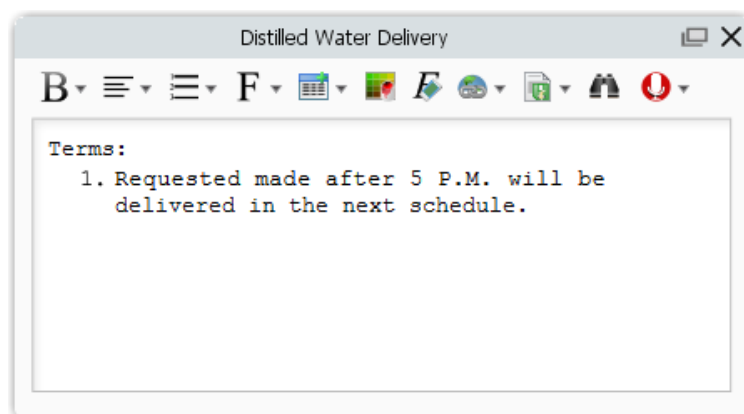 Distilled Water Delivery
B F F
Terms:
1. Requested made after 5 P.M. will be
delivered in the next schedule.